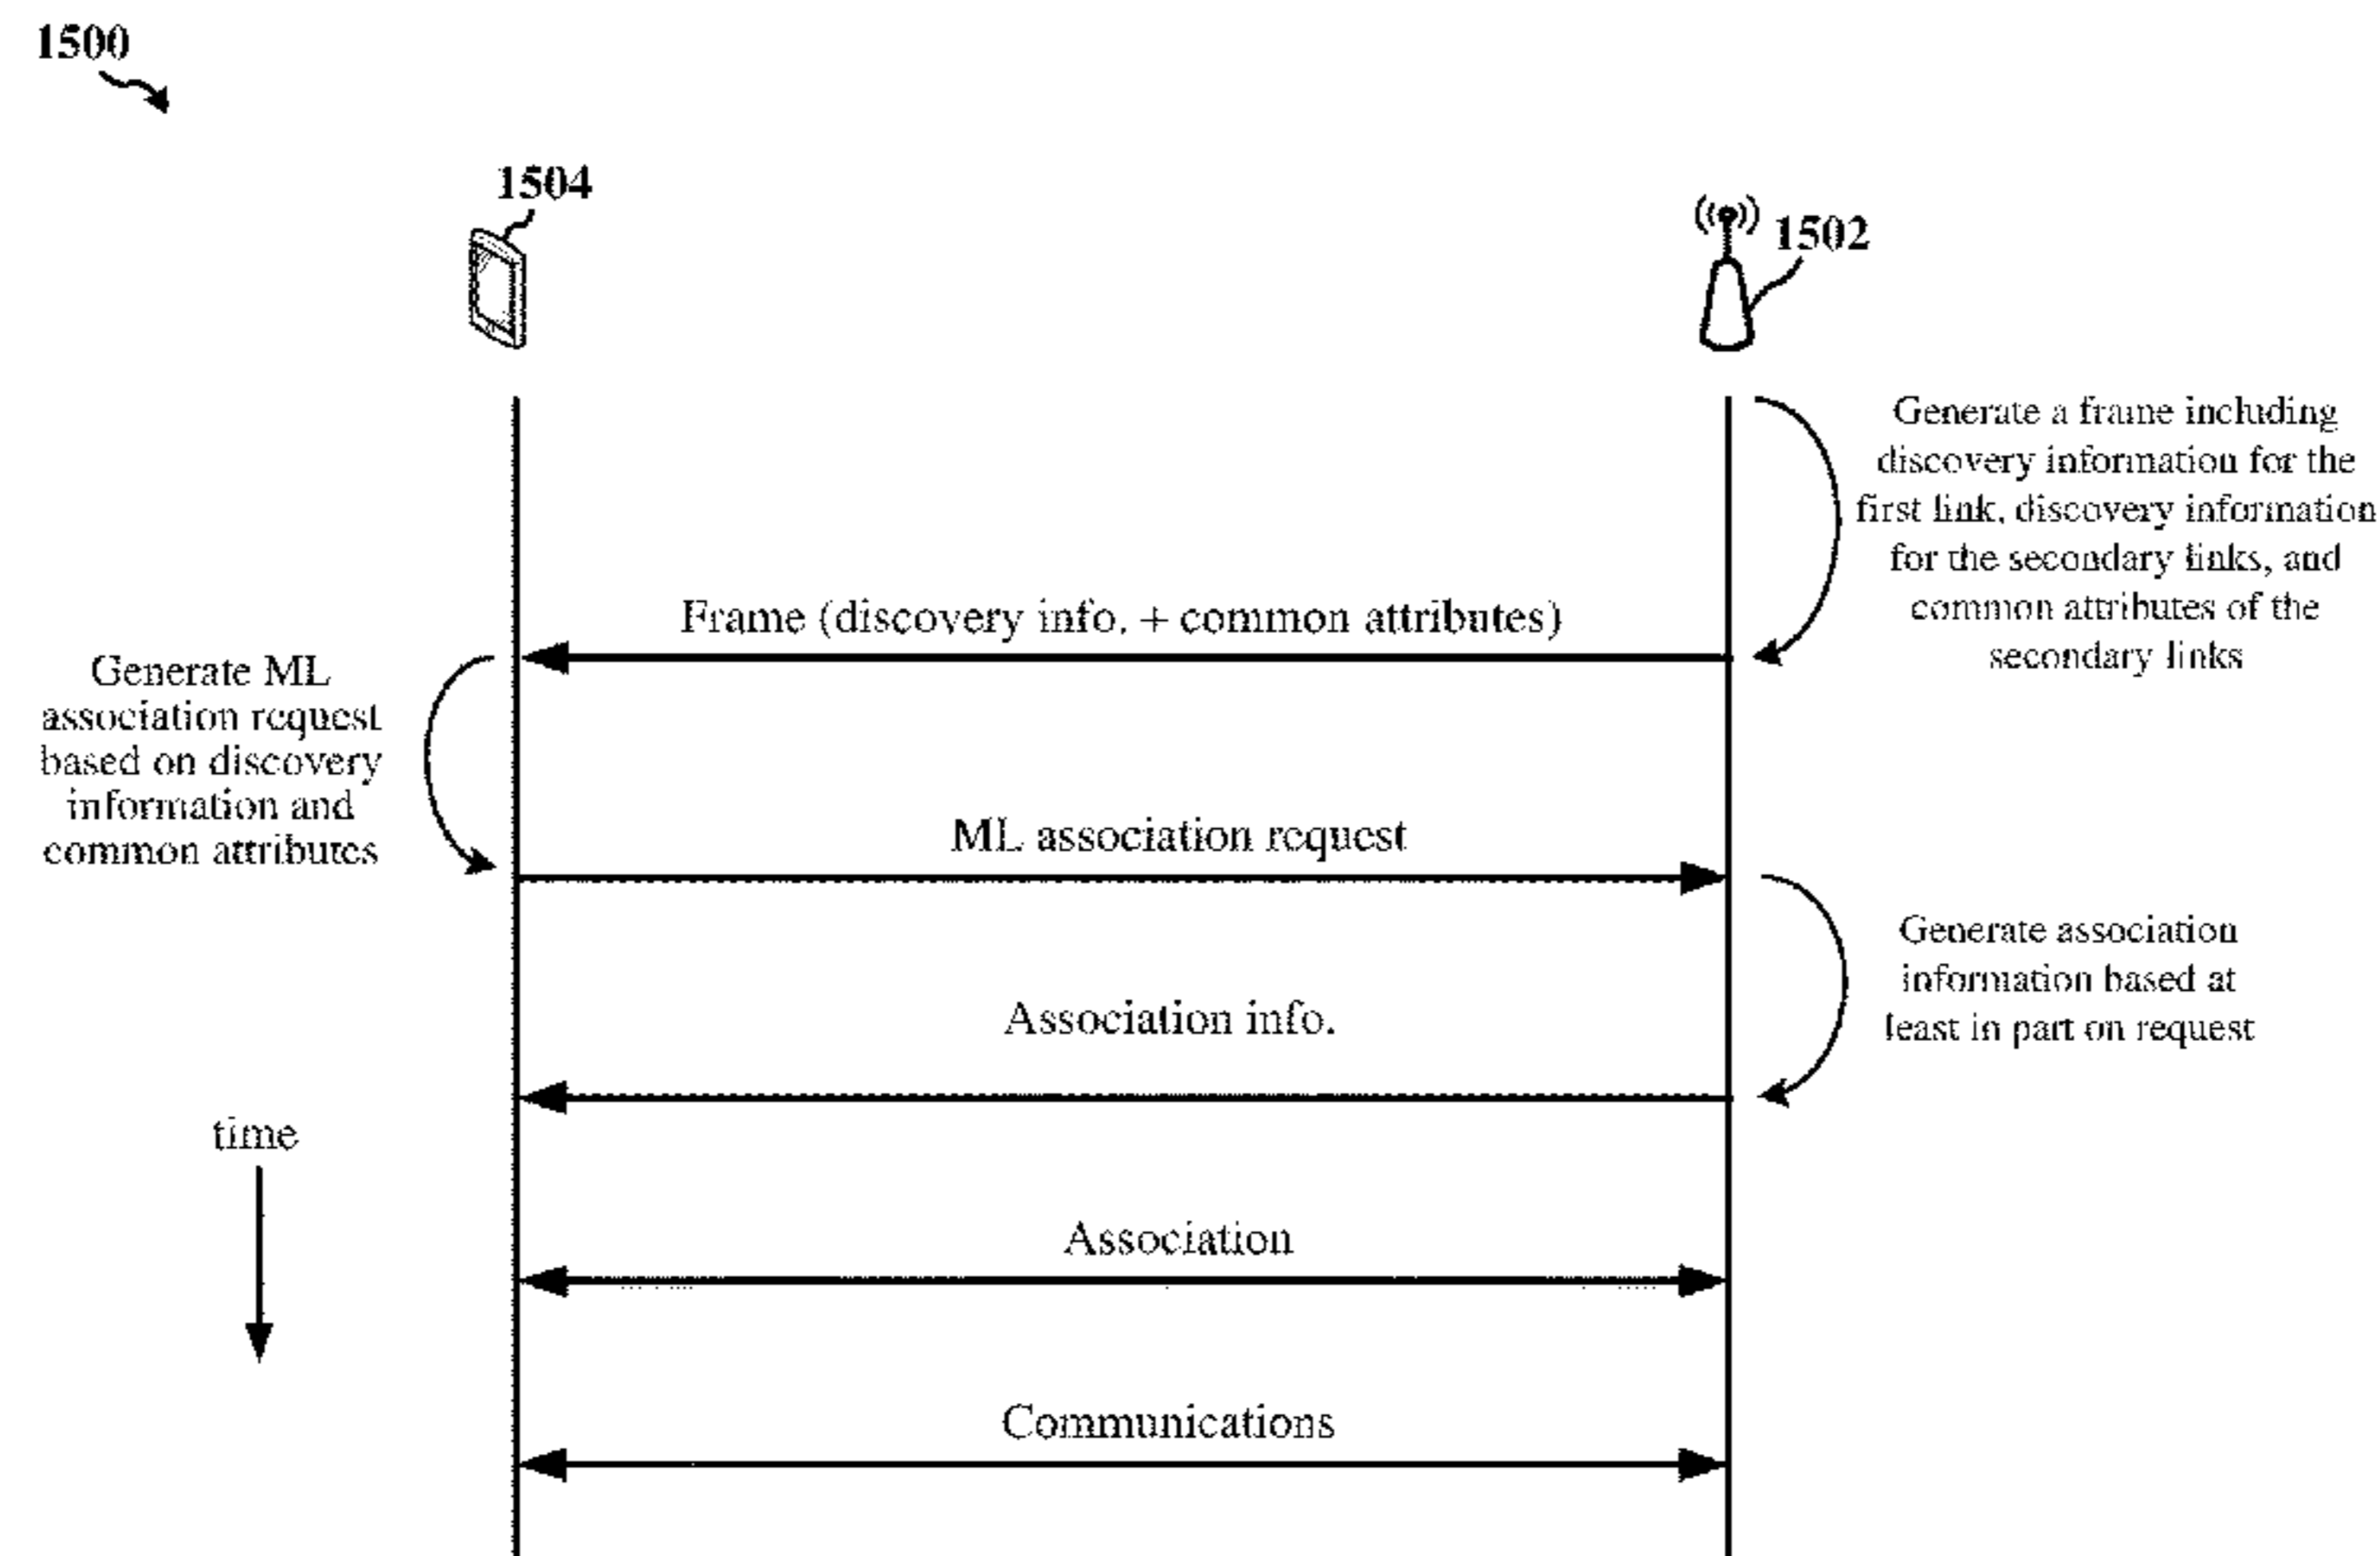 1500
1504
1502
Generate a frame including
discovery information for the
first link, discovery information
for the secondary links, and
common attributes of the
secondary links
Frame (discovery info. + common attributes)
Generate ML
association request
based on discovery
information and
common attributes
ML association request
Generate association
information based at
least in part on request
Association info.
time
Association
Communications